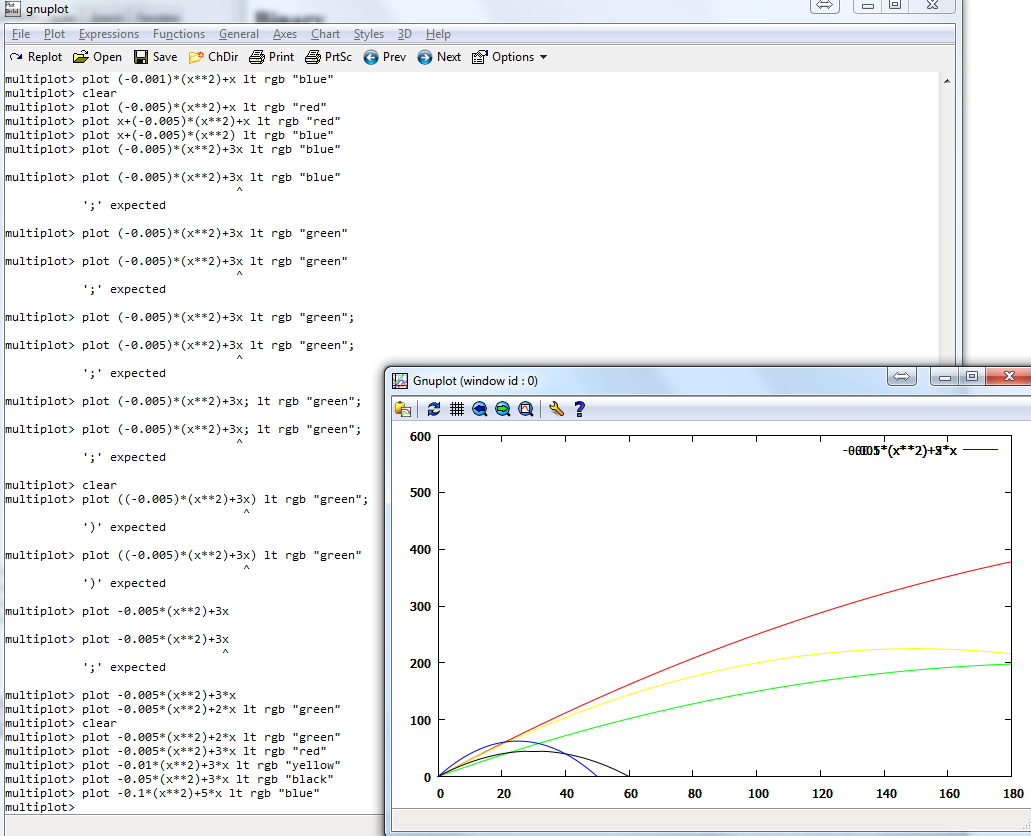 gnuplot
File Plot Expressions Functions General Axes Chart Styles 3D Help
Replot Open Save ChDir Print PrtSc Prev Next Options
multiplot> plot (-0.001)*(x**2)+x lt rgb "blue"
multiplot> clear
multiplot> plot (-0.005)*(x**2)+x lt rgb "red"
multiplot> plot x+(-0.005)*(x**2)+x lt rgb "red"
multiplot> plot x+(-0.005)*(x**2) lt rgb "blue"
multiplot> plot (-0.005)*(x**2)+3x lt rgb "blue"
multiplot> plot (-0.005)*(x**2)+3x lt rgb "blue"
^
';' expected
multiplot> plot (-0.005)*(x**2)+3x lt rgb "green"
multiplot> plot (-0.005)*(x**2)+3x lt rgb "green"
^
';' expected
multiplot> plot (-0.005)*(x**2)+3x lt rgb "green";
multiplot> plot (-0.005)*(x**2)+3x lt rgb "green";
^
';' expected
multiplot> plot (-0.005)*(x**2)+3x; lt rgb "green";
multiplot> plot (-0.005)*(x**2)+3x; lt rgb "green";
^
';' expected
multiplot> clear
multiplot> plot ((-0.005)*(x**2)+3x) lt rgb "green";
^
')' expected
multiplot> plot ((-0.005)*(x**2)+3x) lt rgb "green"
^
')' expected
multiplot> plot -0.005*(x**2)+3x
multiplot> plot -0.005*(x**2)+3x
^
';' expected
multiplot> plot -0.005*(x**2)+3*x
multiplot> plot -0.005*(x**2)+2*x lt rgb "green"
multiplot> clear
multiplot> plot -0.005*(x**2)+2*x lt rgb "green"
multiplot> plot -0.005*(x**2)+3*x lt rgb "red"
multiplot> plot -0.01*(x**2)+3*x lt rgb "yellow"
multiplot> plot -0.05*(x**2)+3*x lt rgb "black"
multiplot> plot -0.1*(x**2)+5*x lt rgb "blue"
multiplot>
Gnuplot (window id : 0)
?
600
500
400
300
200
100
0
0 20 40 60 80 100 120 140 160 180